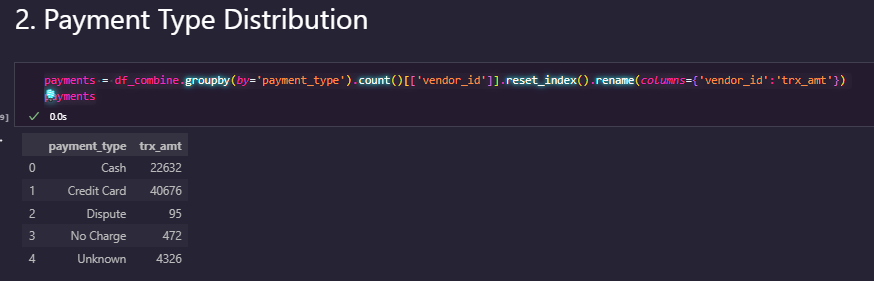 2. Payment Type Distribution
payments = df_combine.groupby(by='payment_type').count()[['vendor_id']].reset_index().rename(columns={'vendor_id':'trx_amt'})
payments
9]
0.0s
payment_type trx_amt
0 Cash 22632
1 Credit Card 40676
2 Dispute 95
3 No Charge 472
4 Unknown 4326